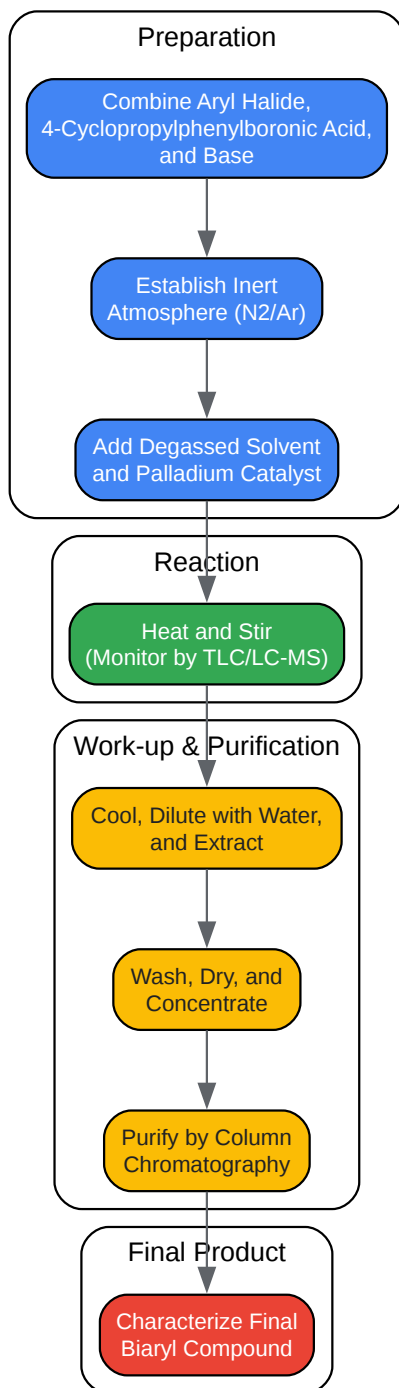 Preparation
Combine Aryl Halide,
4-Cyclopropylphenylboronic Acid,
and Base
Establish Inert
Atmosphere (N2/Ar)
Add Degassed Solvent
and Palladium Catalyst
Reaction
Heat and Stir
(Monitor by TLC/LC-MS)
Work-up & Purification
Cool, Dilute with Water,
and Extract
Wash, Dry, and
Concentrate
Purify by Column
Chromatography
Final Product
Characterize Final
Biaryl Compound